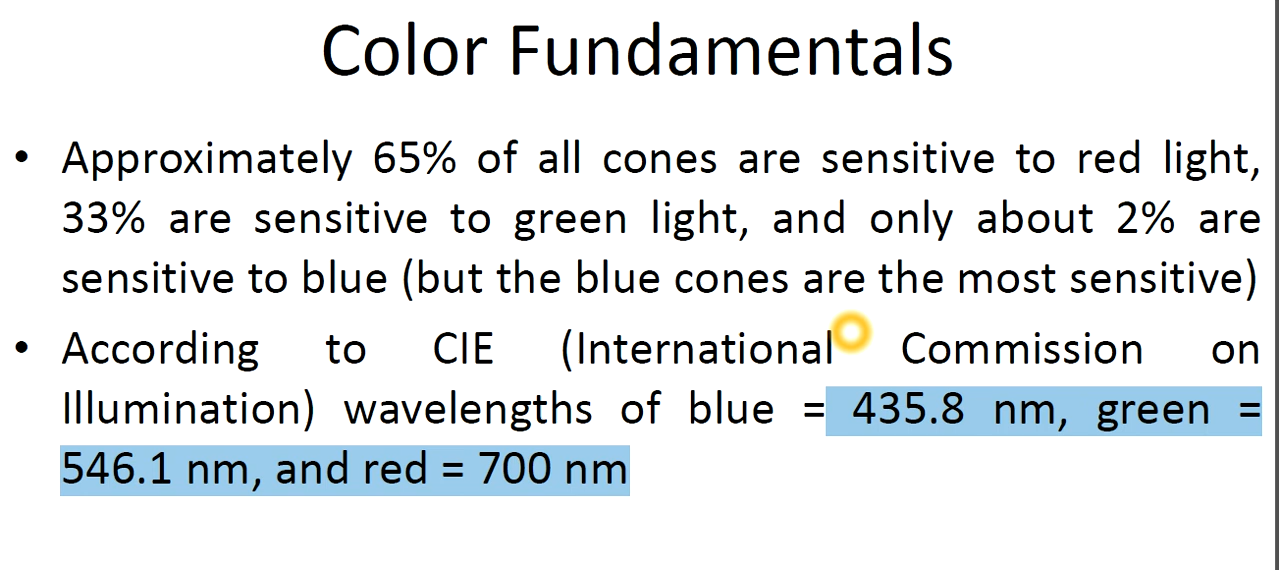 Color Fundamentals
• Approximately 65% of all cones are sensitive to red light,
33% are sensitive to green light, and only about 2% are
sensitive to blue (but the blue cones are the most sensitive)
• According to CIE (International Commission on
Illumination) wavelengths of blue = 435.8 nm, green =
546.1 nm, and red = 700 nm